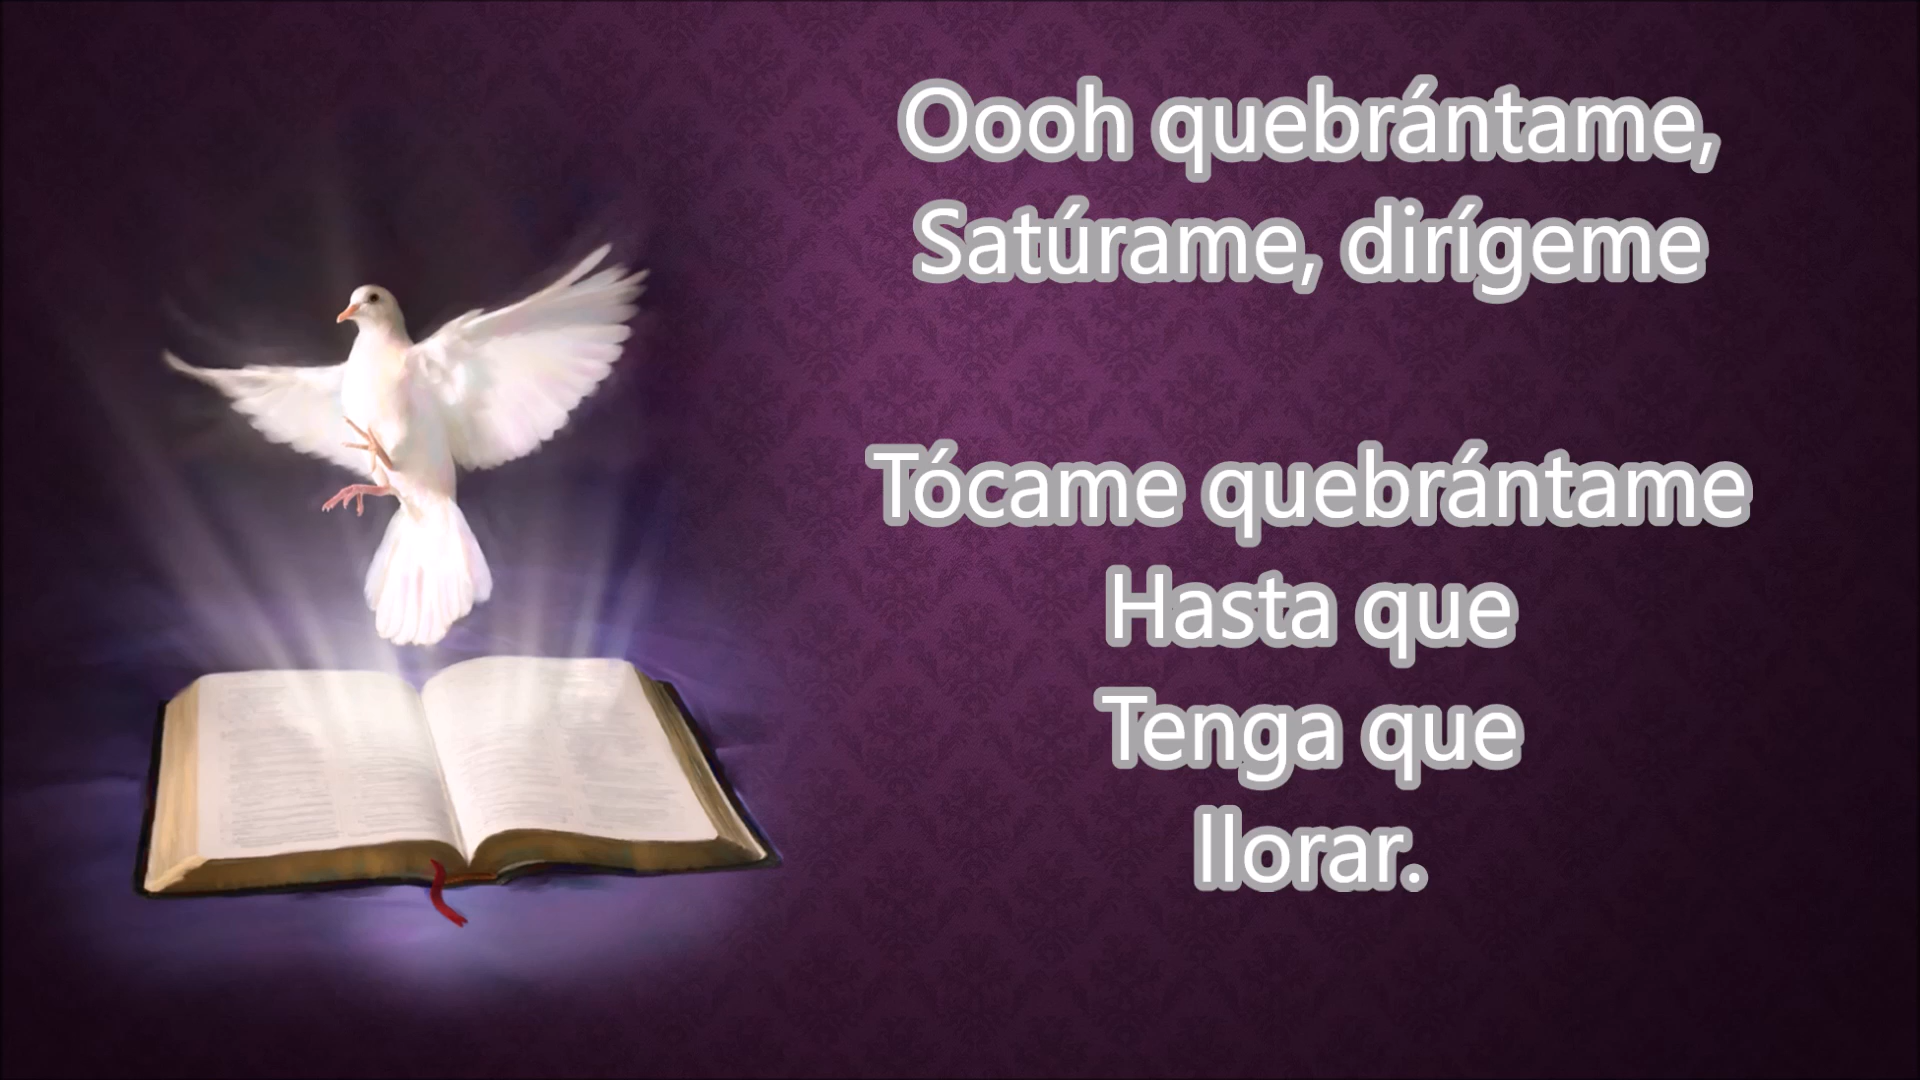 Oooh quebrántame,
Satúrame, dirígeme
Tócame quebrántame
Hasta que
Tenga que
llorar.